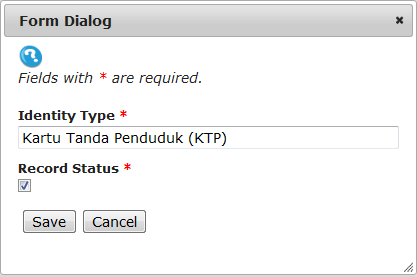 Form Dialog
Fields with * are required.
Identity Type *
Kartu Tanda Penduduk (KTP)
Record Status *
Save Cancel